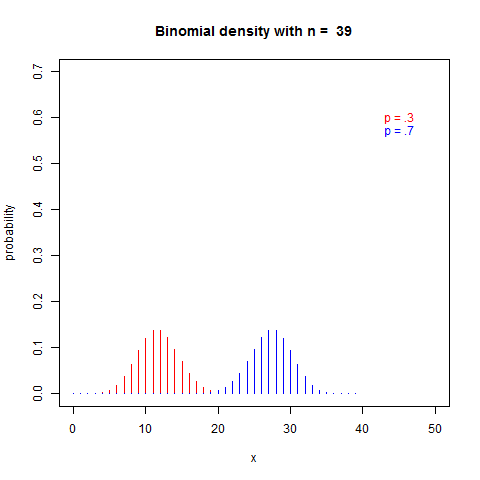 Binomial density with n =  39
probability
0.7
0.6
0.5
0.4
0.3
0.2
0.1
0.0
p = .3
p = .7
0 10 20 30 40 50
x